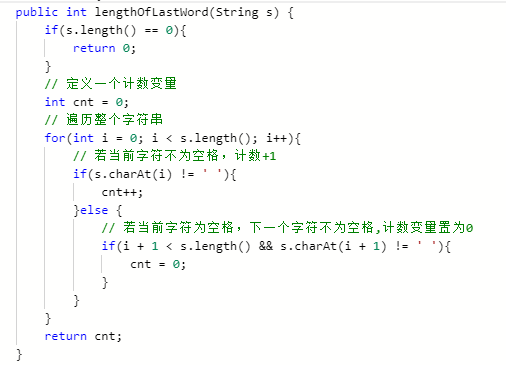 public int lengthOfLastWord(String s) {
    if(s.length() == 0){
        return 0;
    }
    // 定义一个计数变量
    int cnt = 0;
    // 遍历整个字符串
    for(int i = 0; i < s.length(); i++){
        // 若当前字符不为空格，计数+1
        if(s.charAt(i) != ' '){
            cnt++;
        }else {
            // 若当前字符为空格，下一个字符不为空格,计数变量置为0
            if(i + 1 < s.length() && s.charAt(i + 1) != ' '){
                cnt = 0;
            }
        }
    }
    return cnt;
}